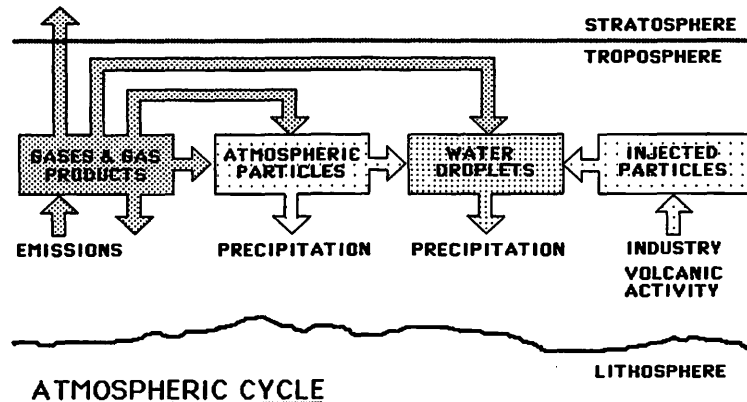 STRATOSPHERE
TROPOSPHERE
GASES & GAS
PRODUCTS
ATMOSPHERIC
PARTICLES
WATER
DROPLETS
INJECTED
PARTICLES
EMISSIONS
PRECIPITATION
PRECIPITATION
INDUSTRY
VOLCANIC
ACTIVITY
LITHOSPHERE
ATMOSPHERIC CYCLE